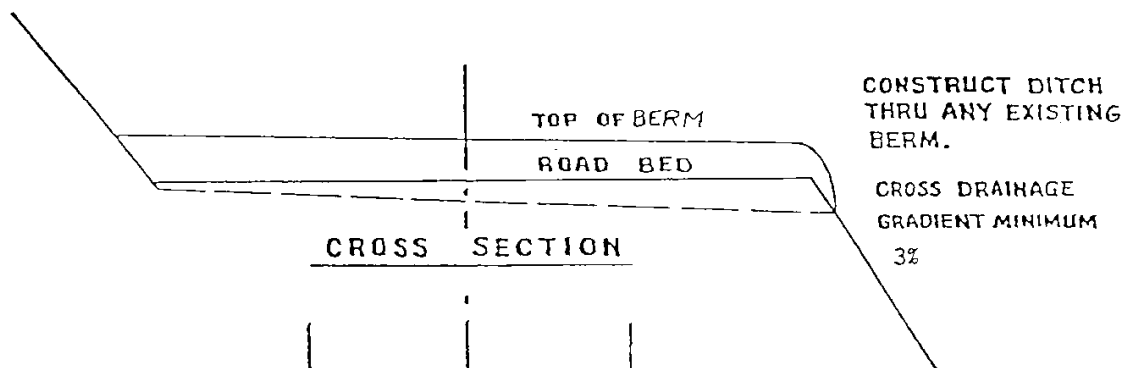 CONSTRUCT DITCH
THRU ANY EXISTING
BERM.
TOP OF BERM
ROAD BED
CROSS DRAINAGE
GRADIENT MINIMUM
3%
CROSS SECTION